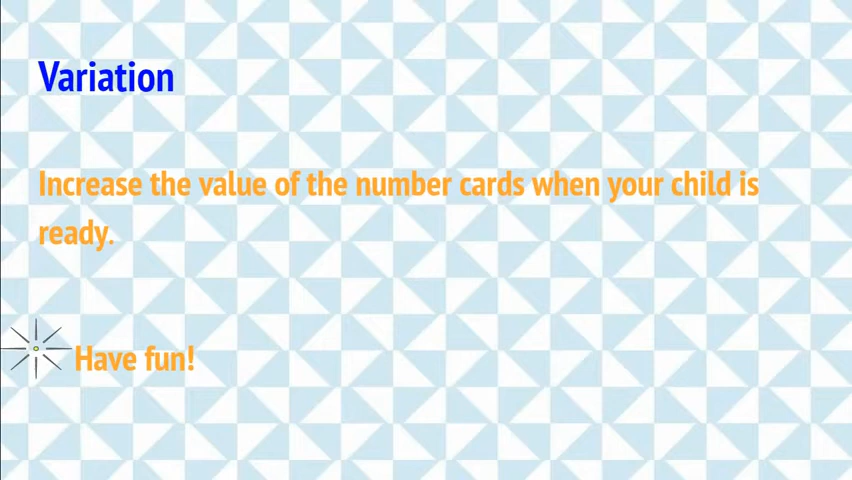 Variation
Increase the value of the number cards when your child is
ready.
Have fun!